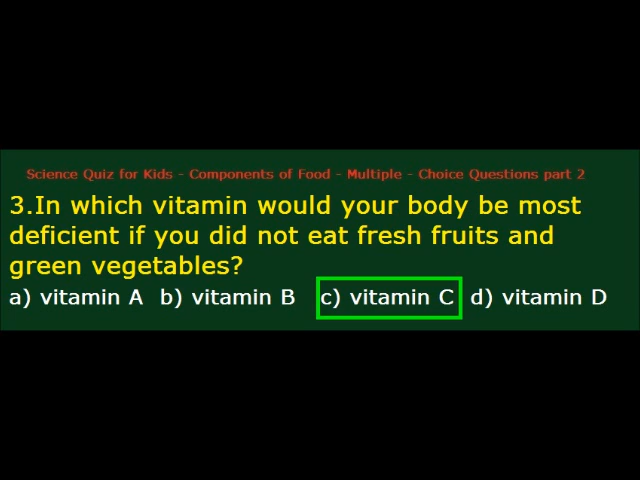 Science Quiz for Kids - Components of Food - Multiple - Choice Questions part 2
3.In which vitamin would your body be most
deficient if you did not eat fresh fruits and
green vegetables?
a) vitamin A b) vitamin B c) vitamin C d) vitamin D